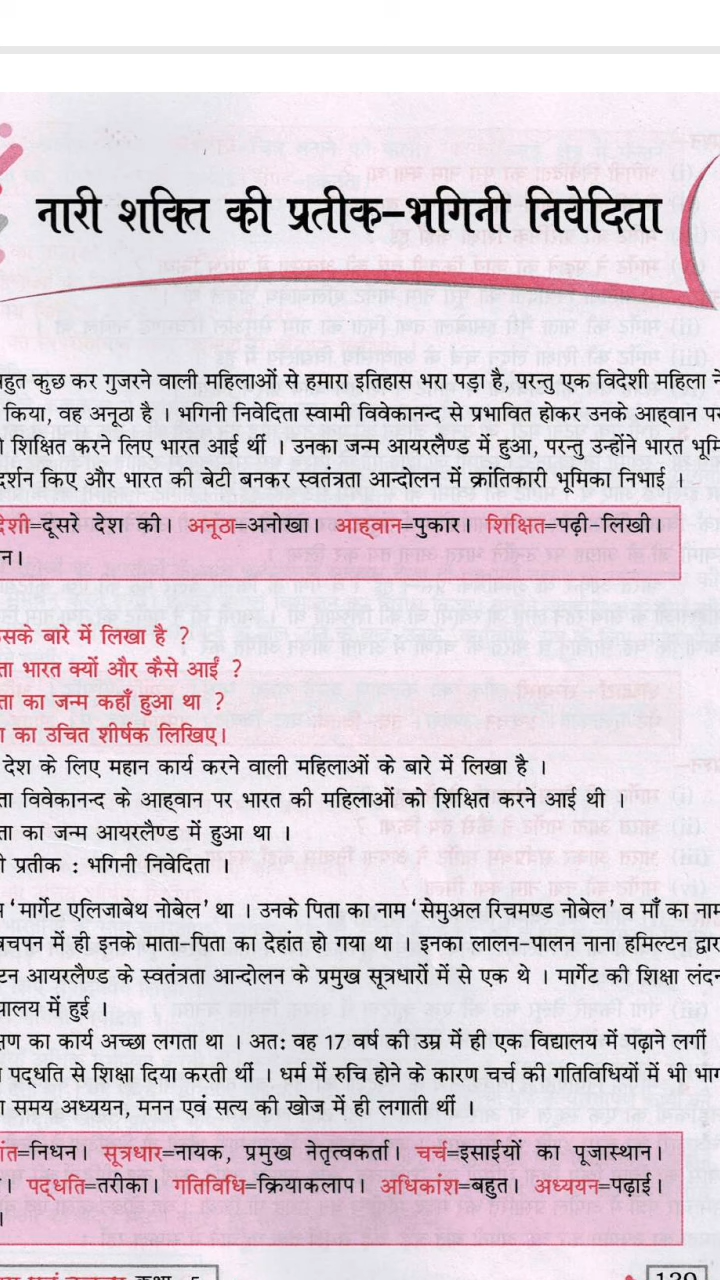 नारी शक्ति की प्रतीक–भगिनी निवेदिता
बहुत कुछ कर गुजरने वाली महिलाओं से हमारा इतिहास भरा पड़ा है, परन्तु एक विदेशी महिला ने
किया, वह अनूठा है । भगिनी निवेदिता स्वामी विवेकानन्द से प्रभावित होकर उनके आह्वान पर
शिक्षित करने लिए भारत आई थीं । उनका जन्म आयरलैण्ड में हुआ, परन्तु उन्होंने भारत भूमि
दर्शन किए और भारत की बेटी बनकर स्वतंत्रता आन्दोलन में क्रांतिकारी भूमिका निभाई ।
देशी=दूसरे देश की। अनूठा=अनोखा। आह्वान=पुकार। शिक्षित=पढ़ी-लिखी।
न।
सके बारे में लिखा है ?
ता भारत क्यों और कैसे आईं ?
ता का जन्म कहाँ हुआ था ?
का उचित शीर्षक लिखिए।
देश के लिए महान कार्य करने वाली महिलाओं के बारे में लिखा है ।
ता विवेकानन्द के आह्वान पर भारत की महिलाओं को शिक्षित करने आई थी ।
ता का जन्म आयरलैण्ड में हुआ था ।
ी प्रतीक : भगिनी निवेदिता ।
'मार्गेट एलिजाबेथ नोबेल' था । उनके पिता का नाम 'सेमुअल रिचमण्ड नोबेल' व माँ का नाम
बचपन में ही इनके माता-पिता का देहांत हो गया था । इनका लालन-पालन नाना हमिल्टन द्वार
टन आयरलैण्ड के स्वतंत्रता आन्दोलन के प्रमुख सूत्रधारों में से एक थे । मार्गेट की शिक्षा लंदन
यालय में हुई ।
क्षण का कार्य अच्छा लगता था । अतः वह 17 वर्ष की उम्र में ही एक विद्यालय में पढ़ाने लगीं
पद्धति से शिक्षा दिया करती थीं । धर्म में रुचि होने के कारण चर्च की गतिविधियों में भी भाग
समय अध्ययन, मनन एवं सत्य की खोज में ही लगाती थीं ।
ांत=निधन। सूत्रधार=नायक, प्रमुख नेतृत्वकर्ता। चर्च=इसाईयों का पूजास्थान।
। पद्धति=तरीका। गतिविधि=क्रियाकलाप। अधिकांश=बहुत। अध्ययन=पढ़ाई।
।